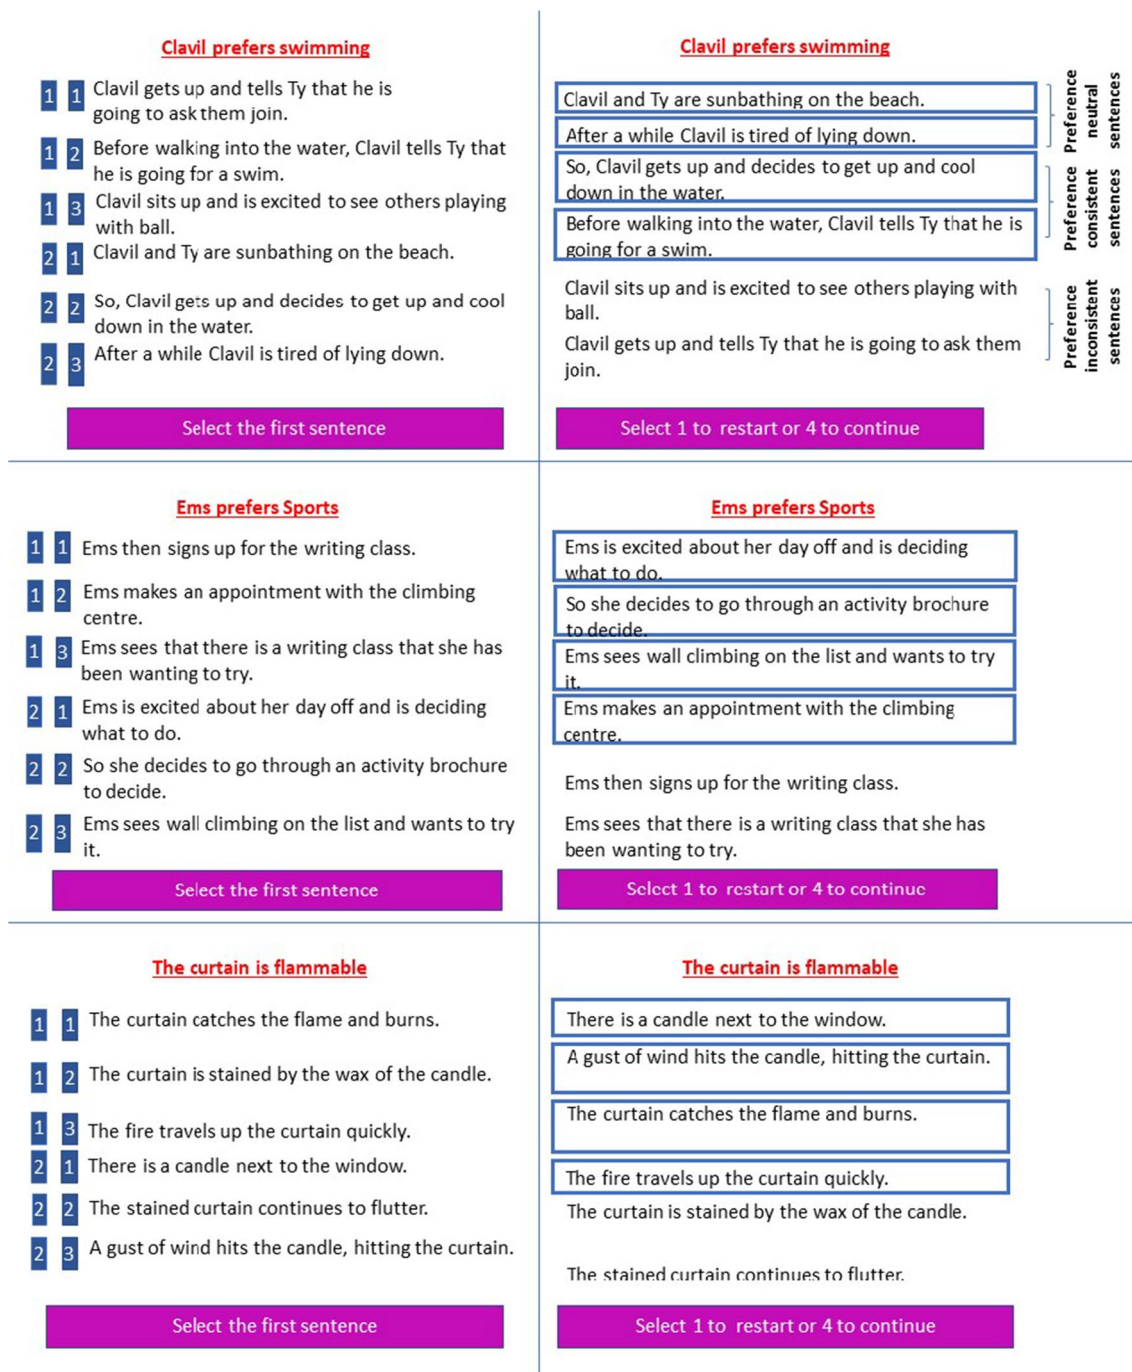 Clavil prefers swimming
1 1 Clavil gets up and tells Ty that he is
going to ask them join.
1 2 Before walking into the water, Clavil tells Ty that
he is going for a swim.
1 3 Clavil sits up and is excited to see others playing
with ball.
2 1 Clavil and Ty are sunbathing on the beach.
2 2 So, Clavil gets up and decides to get up and cool
down in the water.
2 3 After a while Clavil is tired of lying down.
Select the first sentence
Clavil prefers swimming
Clavil and Ty are sunbathing on the beach.
After a while Clavil is tired of lying down.
So, Clavil gets up and decides to get up and cool
down in the water.
Before walking into the water, Clavil tells Ty that he is
going for a swim.
Clavil sits up and is excited to see others playing with
ball.
Clavil gets up and tells Ty that he is going to ask them
join.
Preference
neutral
sentences
Preference
consistent
sentences
Preference
inconsistent
sentences
Select 1 to restart or 4 to continue
Ems prefers Sports
1 1 Ems then signs up for the writing class.
1 2 Ems makes an appointment with the climbing
centre.
1 3 Ems sees that there is a writing class that she has
been wanting to try.
2 1 Ems is excited about her day off and is deciding
what to do.
2 2 So she decides to go through an activity brochure
to decide.
2 3 Ems sees wall climbing on the list and wants to try
it.
Select the first sentence
Ems prefers Sports
Ems is excited about her day off and is deciding
what to do.
So she decides to go through an activity brochure
to decide.
Ems sees wall climbing on the list and wants to try
it.
Ems makes an appointment with the climbing
centre.
Ems then signs up for the writing class.
Ems sees that there is a writing class that she has
been wanting to try.
Select 1 to restart or 4 to continue
The curtain is flammable
1 1 The curtain catches the flame and burns.
1 2 The curtain is stained by the wax of the candle.
1 3 The fire travels up the curtain quickly.
2 1 There is a candle next to the window.
2 2 The stained curtain continues to flutter.
2 3 A gust of wind hits the candle, hitting the curtain.
Select the first sentence
The curtain is flammable
There is a candle next to the window.
A gust of wind hits the candle, hitting the curtain.
The curtain catches the flame and burns.
The fire travels up the curtain quickly.
The curtain is stained by the wax of the candle.
The stained curtain continues to flutter.
Select 1 to restart or 4 to continue